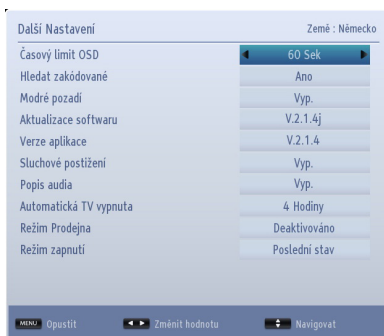 Další Nastavení Země : Německo
Časový limit OSD 60 Sek
Hledat zakódované Ano
Modré pozadí Vyp.
Aktualizace softwaru V.2.1.4j
Verze aplikace V.2.1.4
Sluchové postižení Vyp.
Popis audia Vyp.
Automatická TV vypnuta 4 Hodiny
Režim Prodejna Deaktivováno
Režim zapnutí Poslední stav
MENU Opustit Změnit hodnotu Navigovat